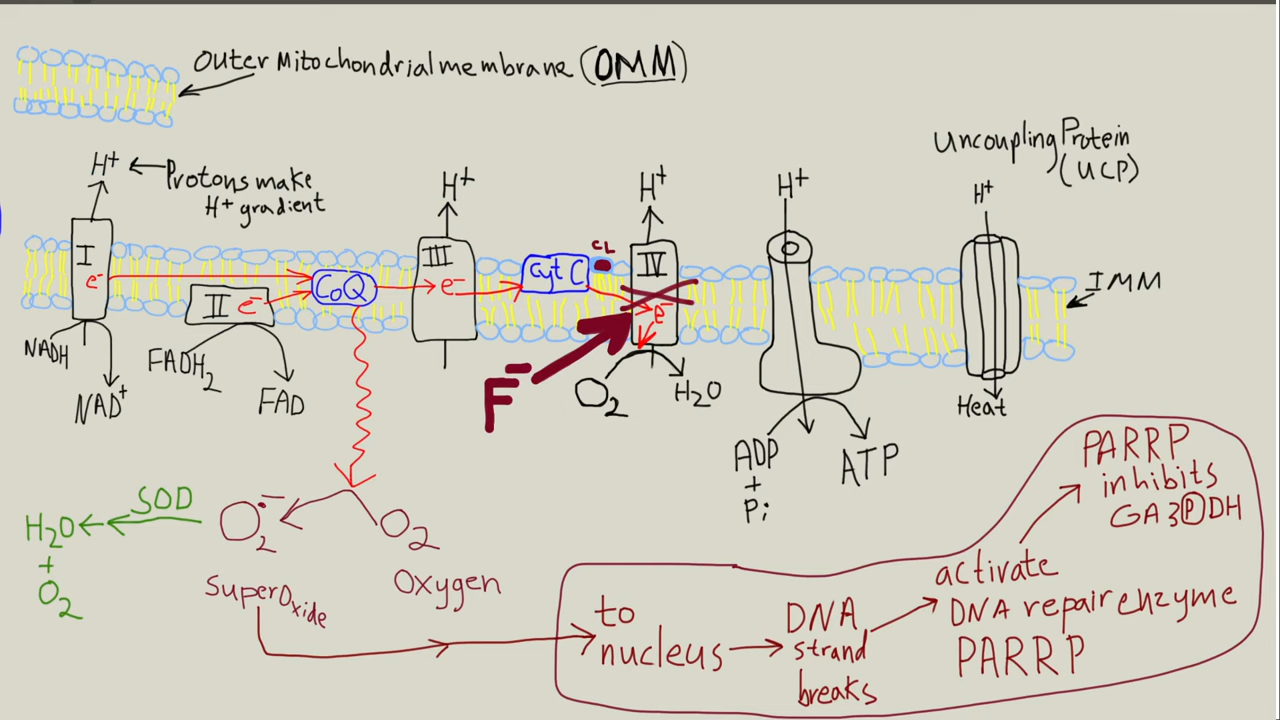 Outer Mitochondrial membrane (OMM)
Uncoupling Protein
(UCP)
H+
Protons make
H+ gradient
H+
H+
H+
H+
I
e-
II
e-
CoQ
III
e-
Cyt C
CL
IV
e-
IMM
NADH
NAD+
FADH2
FAD
F-
O2
H2O
Heat
ADP
+
Pi
ATP
PARRP
inhibits
GA3PDH
SOD
H2O
+
O2
O2•-
O2
SuperOxide
Oxygen
to
nucleus
DNA
strand
breaks
activate
DNA repair enzyme
PARRP